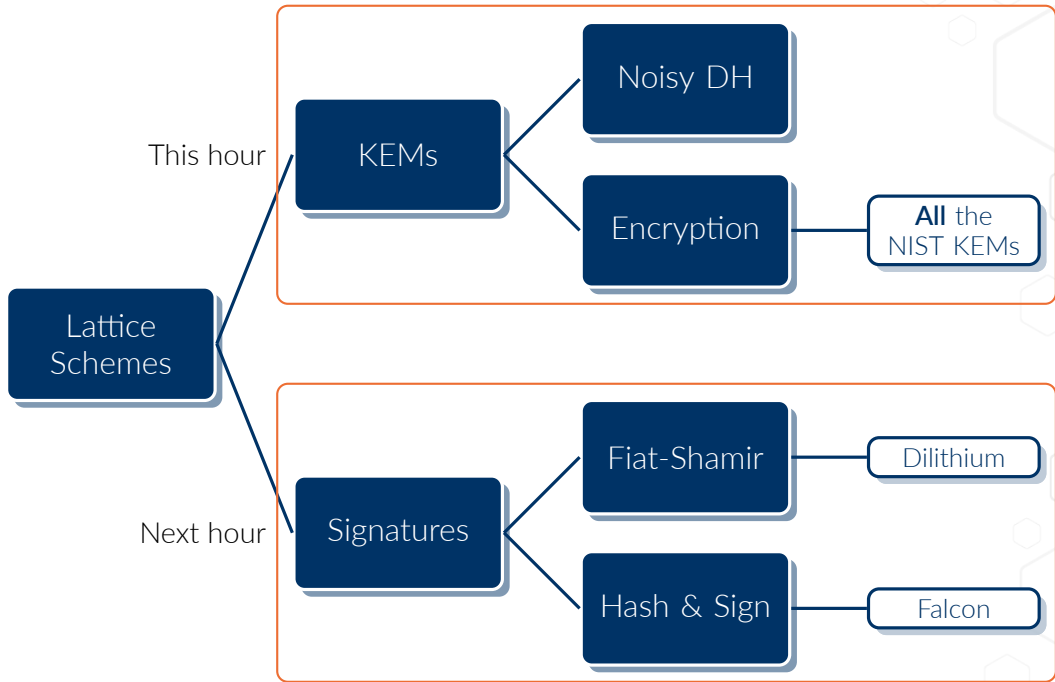 Noisy DH
This hour
KEMs
Encryption
All the
NIST KEMs
Lattice
Schemes
Fiat-Shamir
Dilithium
Next hour
Signatures
Hash & Sign
Falcon